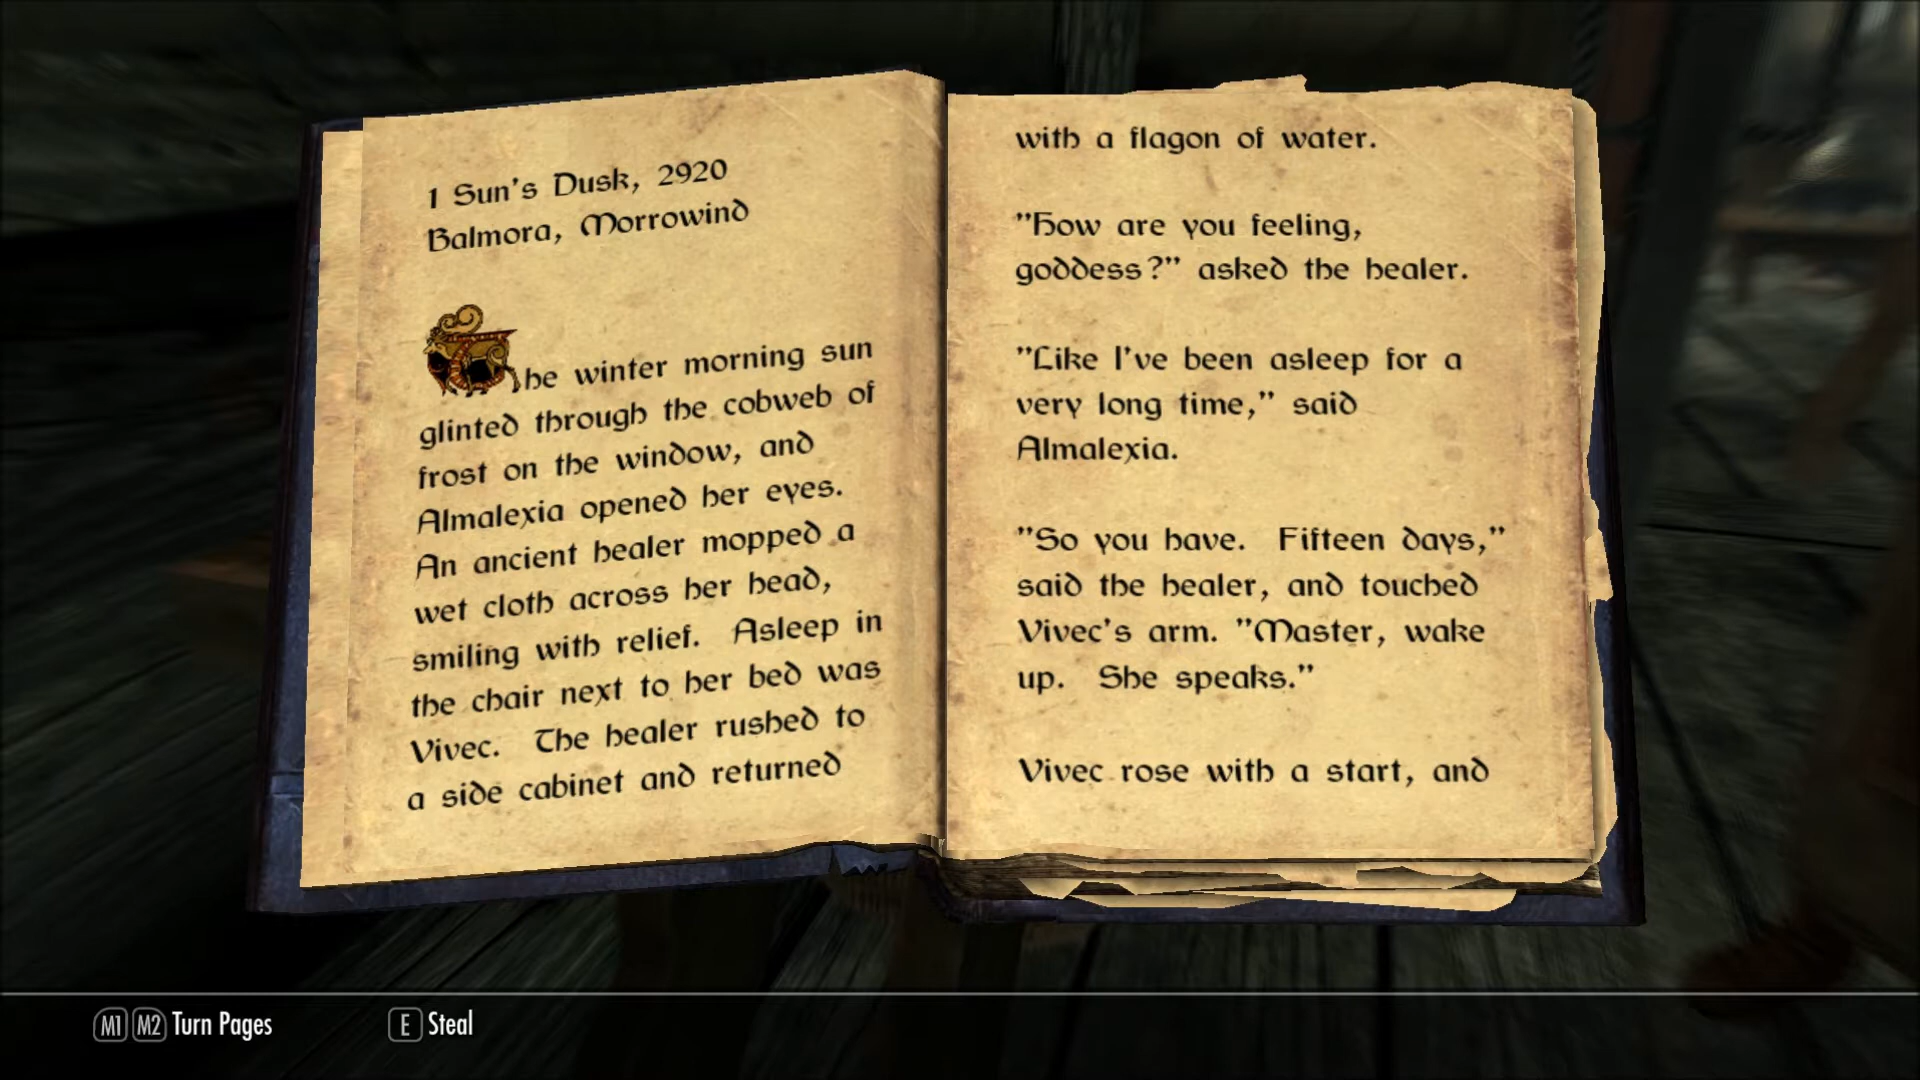 1 Sun's Dusk, 2920
Balmora, Morrowind
The winter morning sun
glinted through the cobweb of
frost on the window, and
Almalexia opened her eyes.
An ancient healer mopped a
wet cloth across her head,
smiling with relief.  Asleep in
the chair next to her bed was
Vivec.  The healer rushed to
a side cabinet and returned
with a flagon of water.
"How are you feeling,
goddess?" asked the healer.
"Like I've been asleep for a
very long time," said
Almalexia.
"So you have.  Fifteen days,"
said the healer, and touched
Vivec's arm. "Master, wake
up.  She speaks."
Vivec rose with a start, and
M1 M2 Turn Pages
E Steal